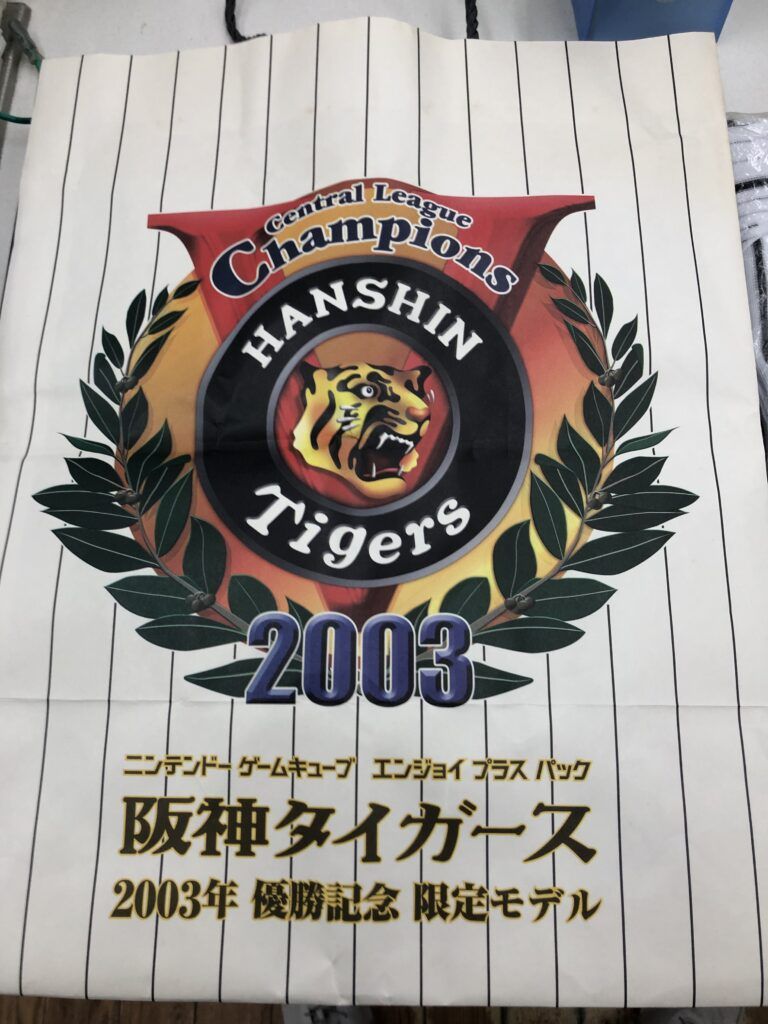 Central League
Champions
HANSHIN
Tigers
2003
ニンテンドー ゲームキューブ エンジョイ プラス パック
阪神タイガース
2003年 優勝記念 限定モデル